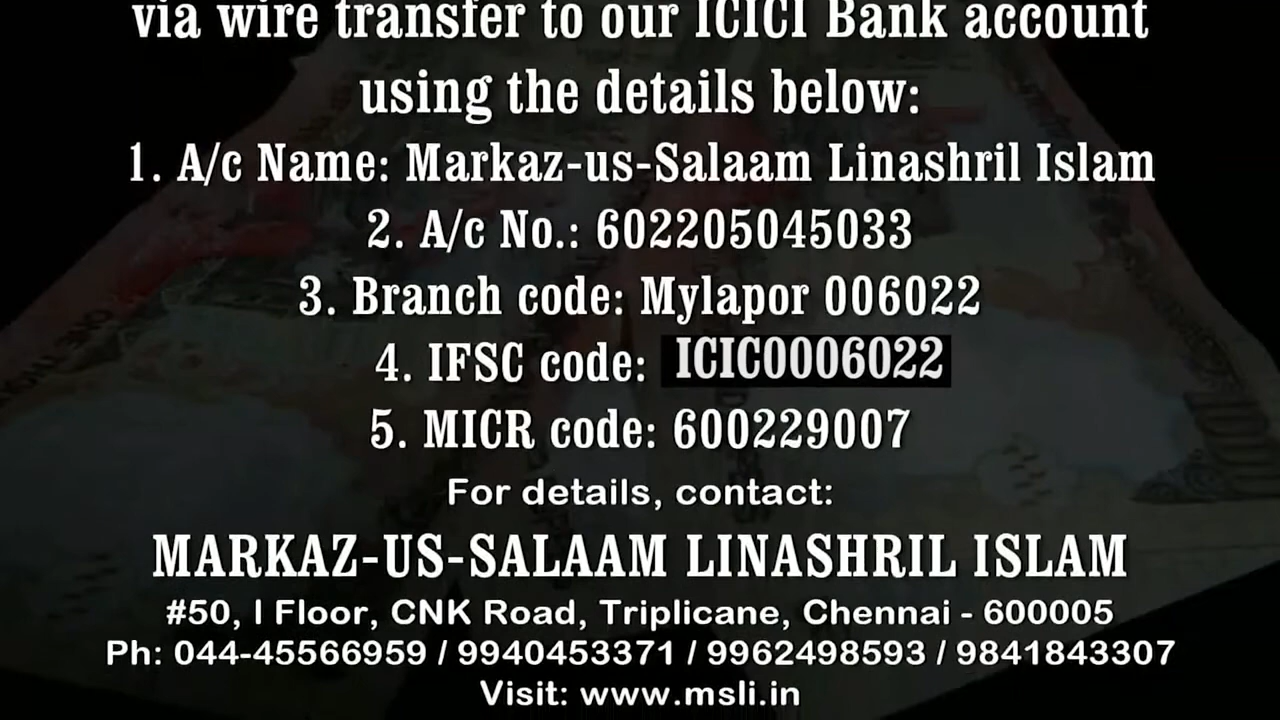 via wire transfer to our ICICI Bank account
using the details below:
1. A/c Name: Markaz-us-Salaam Linashril Islam
2. A/c No.: 602205045033
3. Branch code: Mylapor 006022
4. IFSC code: ICIC0006022
5. MICR code: 600229007
For details, contact:
MARKAZ-US-SALAAM LINASHRIL ISLAM
#50, I Floor, CNK Road, Triplicane, Chennai - 600005
Ph: 044-45566959 / 9940453371 / 9962498593 / 9841843307
Visit: www.msli.in